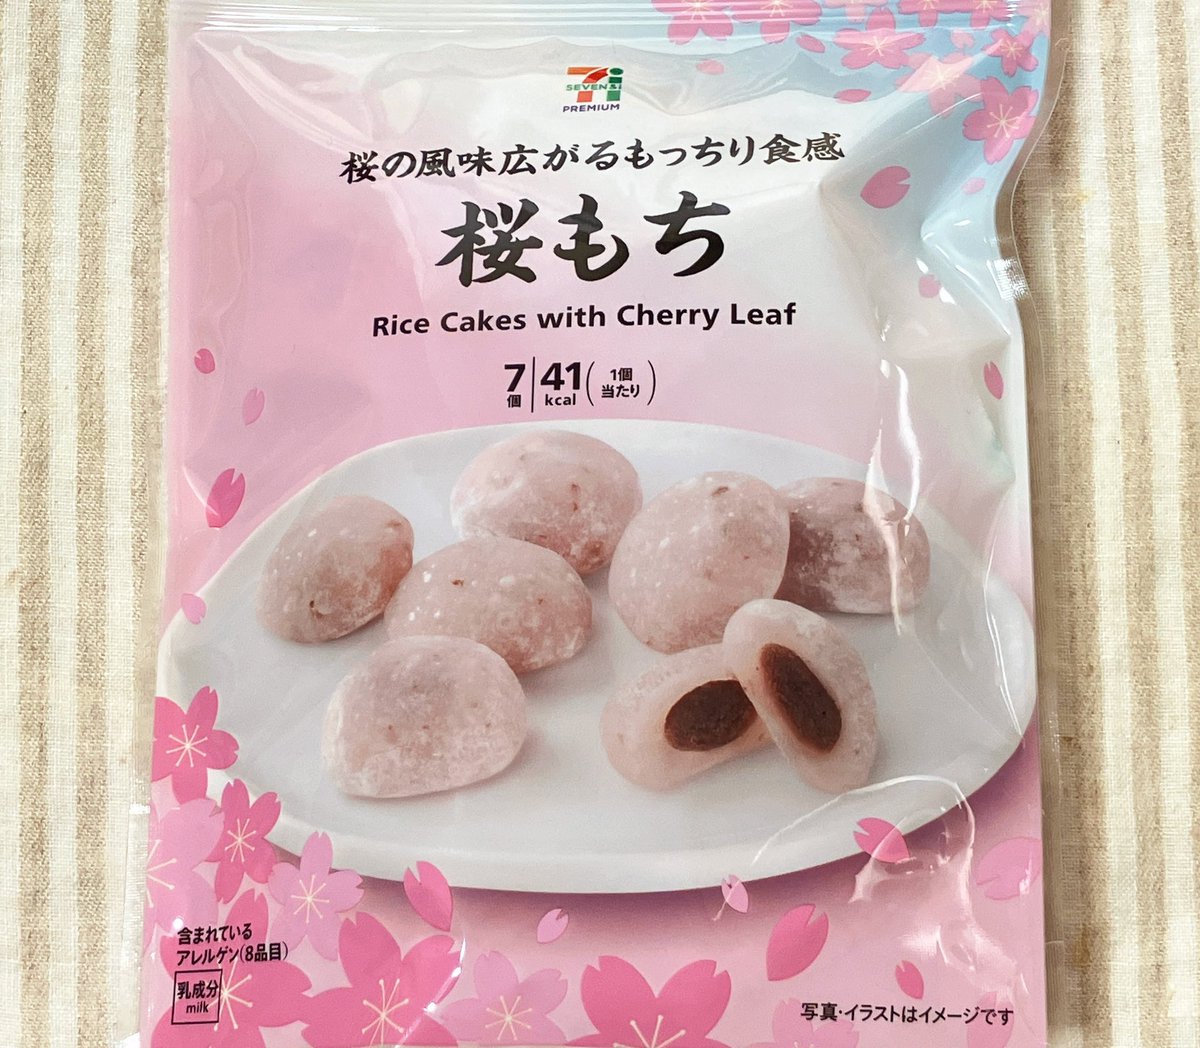 SEVEN&i
PREMIUM
桜の風味広がるもっちり食感
桜もち
Rice Cakes with Cherry Leaf
7個 41kcal (1個当たり)
含まれている
アレルゲン(8品目)
乳成分
milk
写真・イラストはイメージです